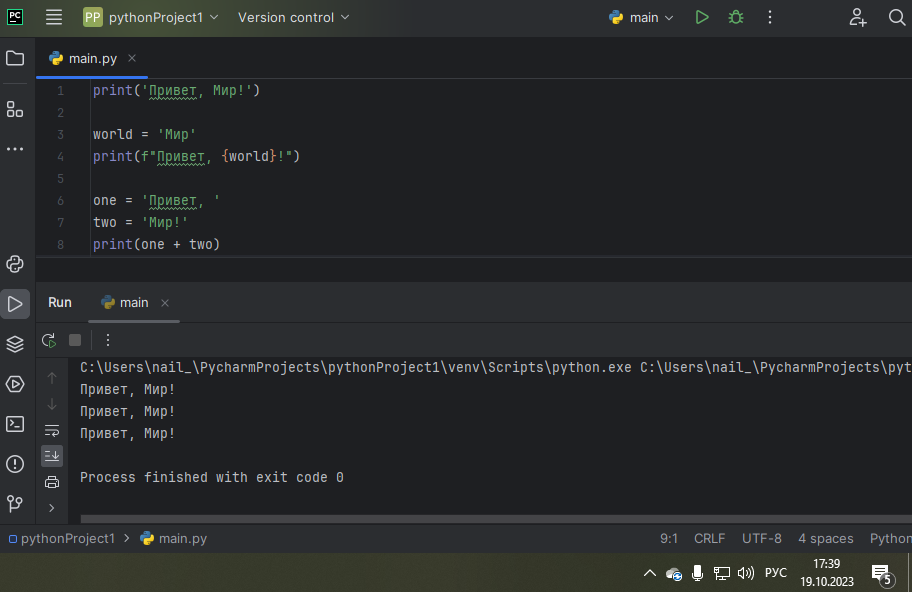 PC PP pythonProject1 Version control main
main.py
1 print('Привет, Мир!')
2
3 world = 'Мир'
4 print(f"Привет, {world}!")
5
6 one = 'Привет, '
7 two = 'Мир!'
8 print(one + two)
Run main
C:\Users\nail_\PycharmProjects\pythonProject1\venv\Scripts\python.exe C:\Users\nail_\PycharmProjects\pyt
Привет, Мир!
Привет, Мир!
Привет, Мир!
Process finished with exit code 0
pythonProject1 > main.py 9:1 CRLF UTF-8 4 spaces Python
РУС
17:39
19.10.2023
5